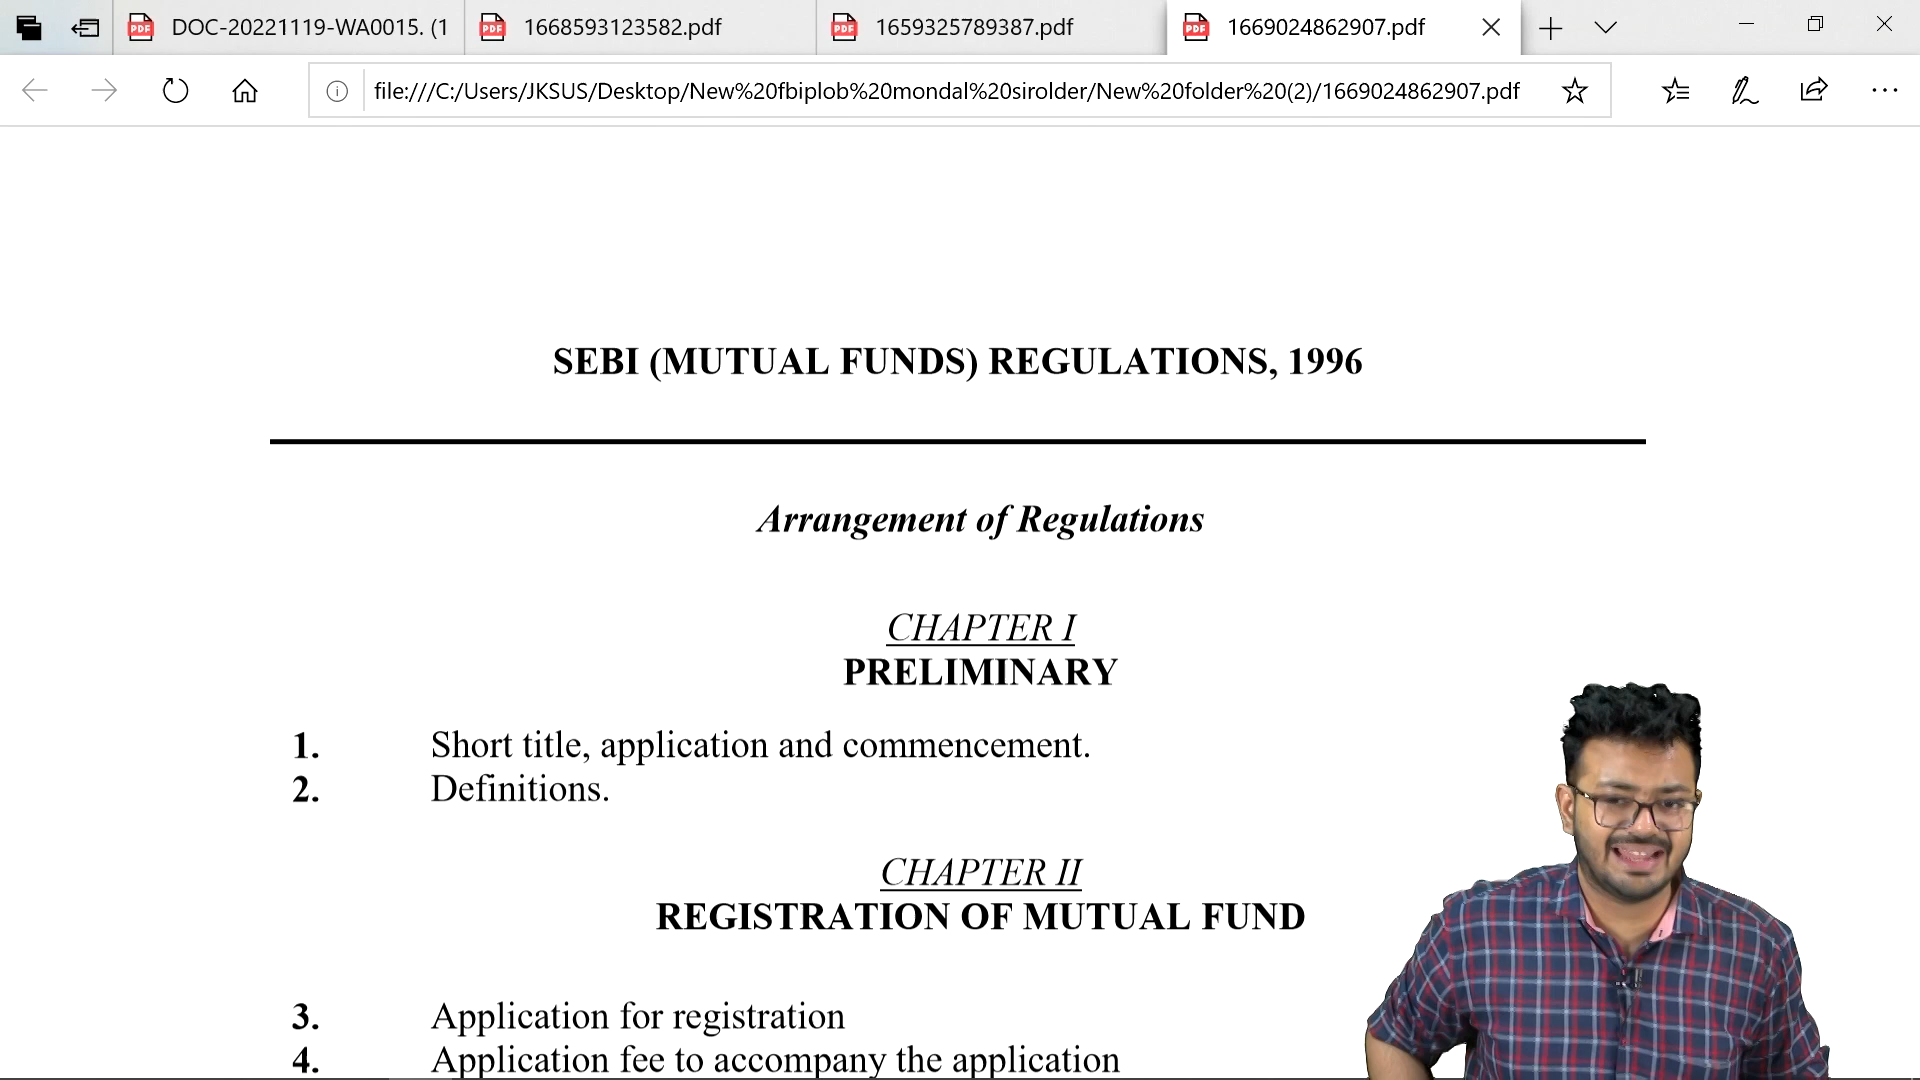 DOC-20221119-WA0015. (1
1668593123582.pdf
1659325789387.pdf
1669024862907.pdf
file:///C:/Users/JKSUS/Desktop/New%20fbiplob%20mondal%20sirolder/New%20folder%20(2)/1669024862907.pdf
SEBI (MUTUAL FUNDS) REGULATIONS, 1996
Arrangement of Regulations
CHAPTER I
PRELIMINARY
1. Short title, application and commencement.
2. Definitions.
CHAPTER II
REGISTRATION OF MUTUAL FUND
3. Application for registration
4. Application fee to accompany the application